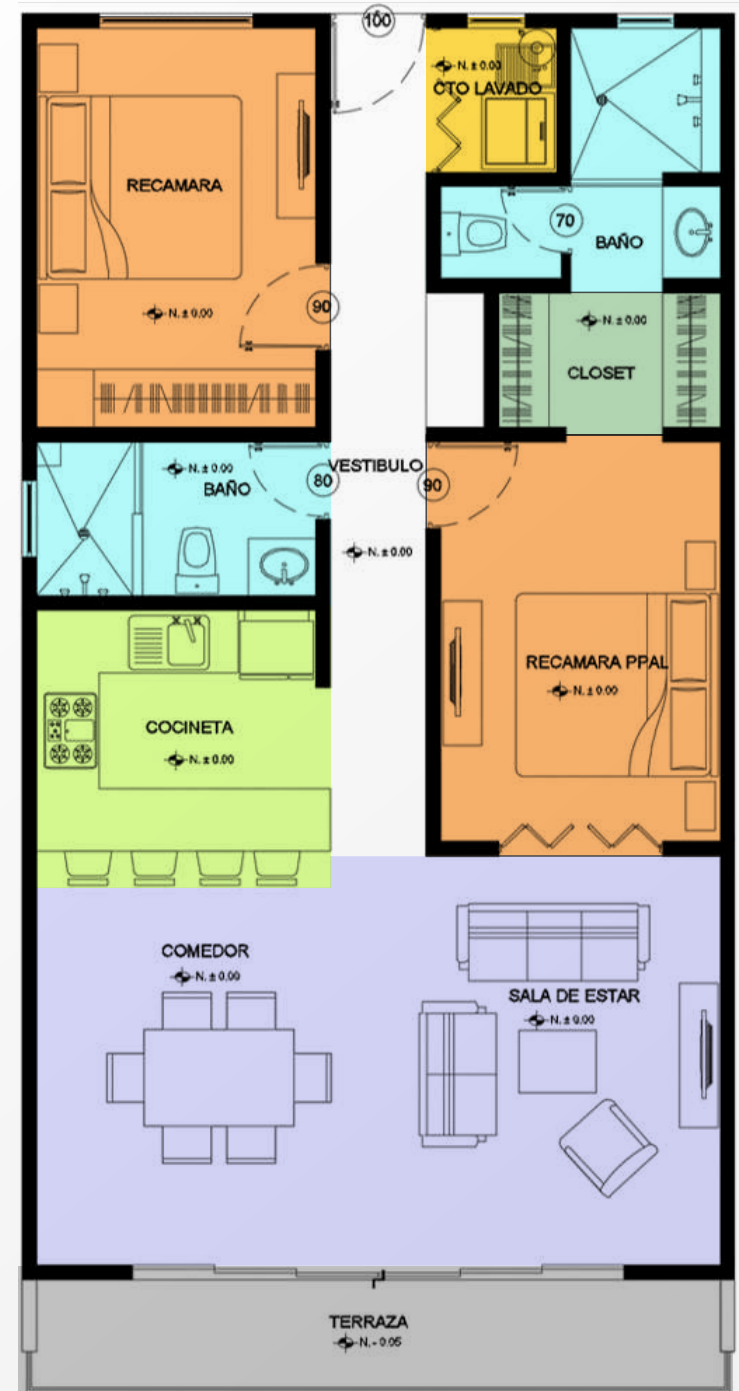 100
N. ± 0.00
CTO LAVADO
RECAMARA
70
BAÑO
N. ± 0.00
90
N. ± 0.00
CLOSET
VESTIBULO
N. ± 0.00
BAÑO
80
90
N. ± 0.00
RECAMARA PPAL
N. ± 0.00
COCINETA
N. ± 0.00
COMEDOR
N. ± 0.00
SALA DE ESTAR
N. ± 0.00
TERRAZA
N. - 0.05